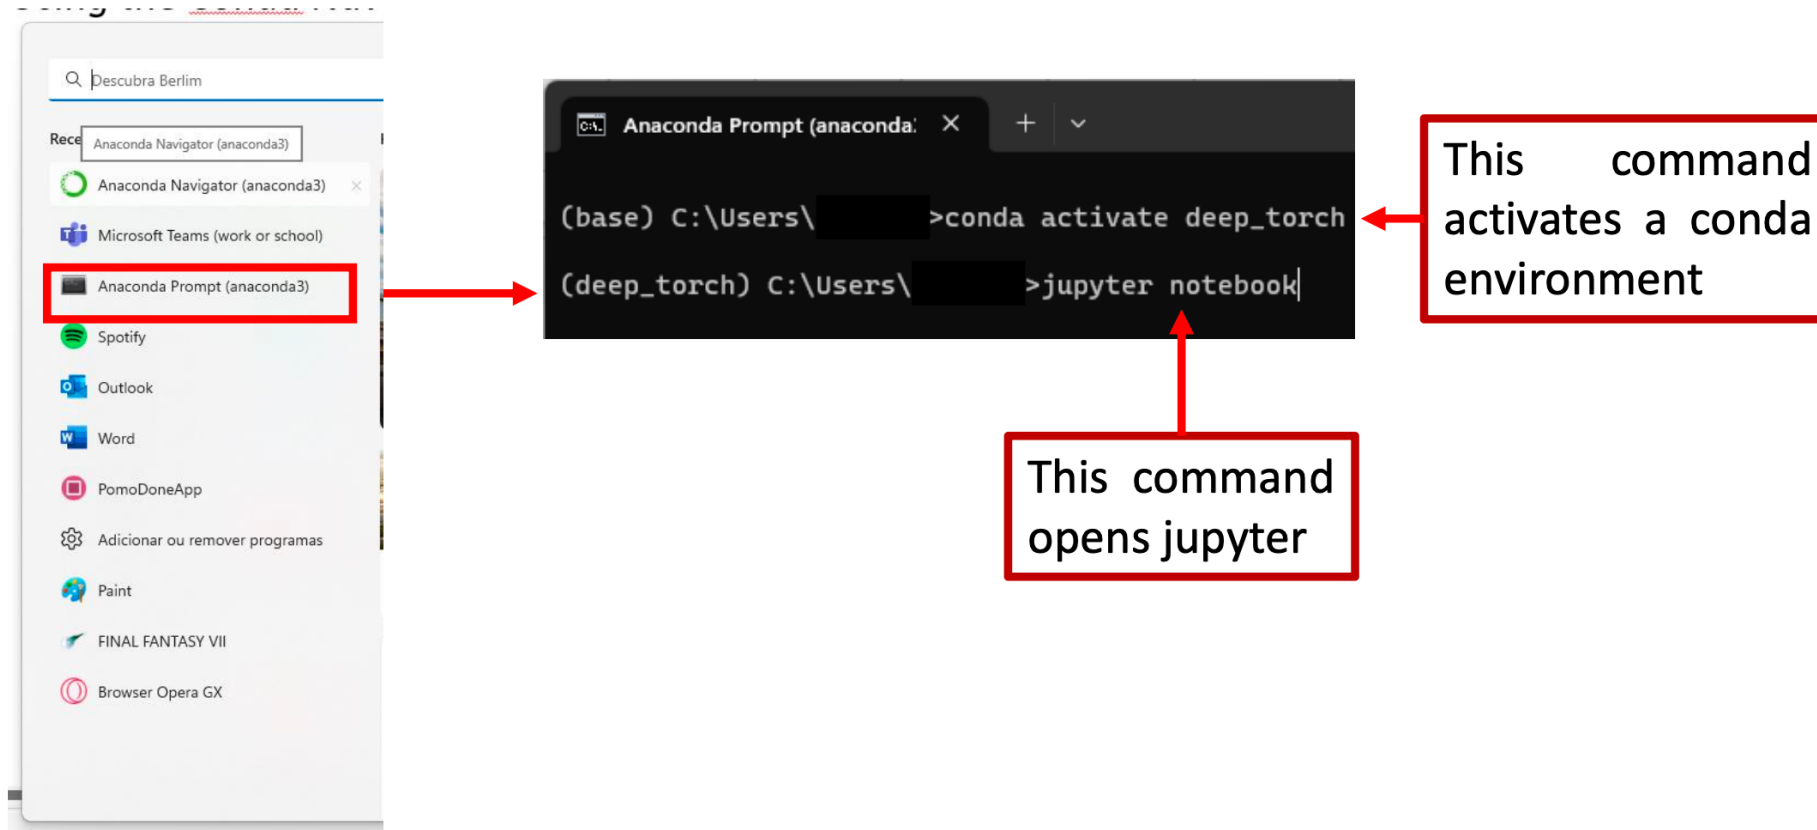 Descubra Berlim
Rece
Anaconda Navigator (anaconda3)
Anaconda Navigator (anaconda3)
Microsoft Teams (work or school)
Anaconda Prompt (anaconda3)
Spotify
Outlook
Word
PomoDoneApp
Adicionar ou remover programas
Paint
FINAL FANTASY VII
Browser Opera GX
Anaconda Prompt (anaconda
(base) C:\Users\ >conda activate deep_torch
(deep_torch) C:\Users\ >jupyter notebook
This command
activates a conda
environment
This command
opens jupyter